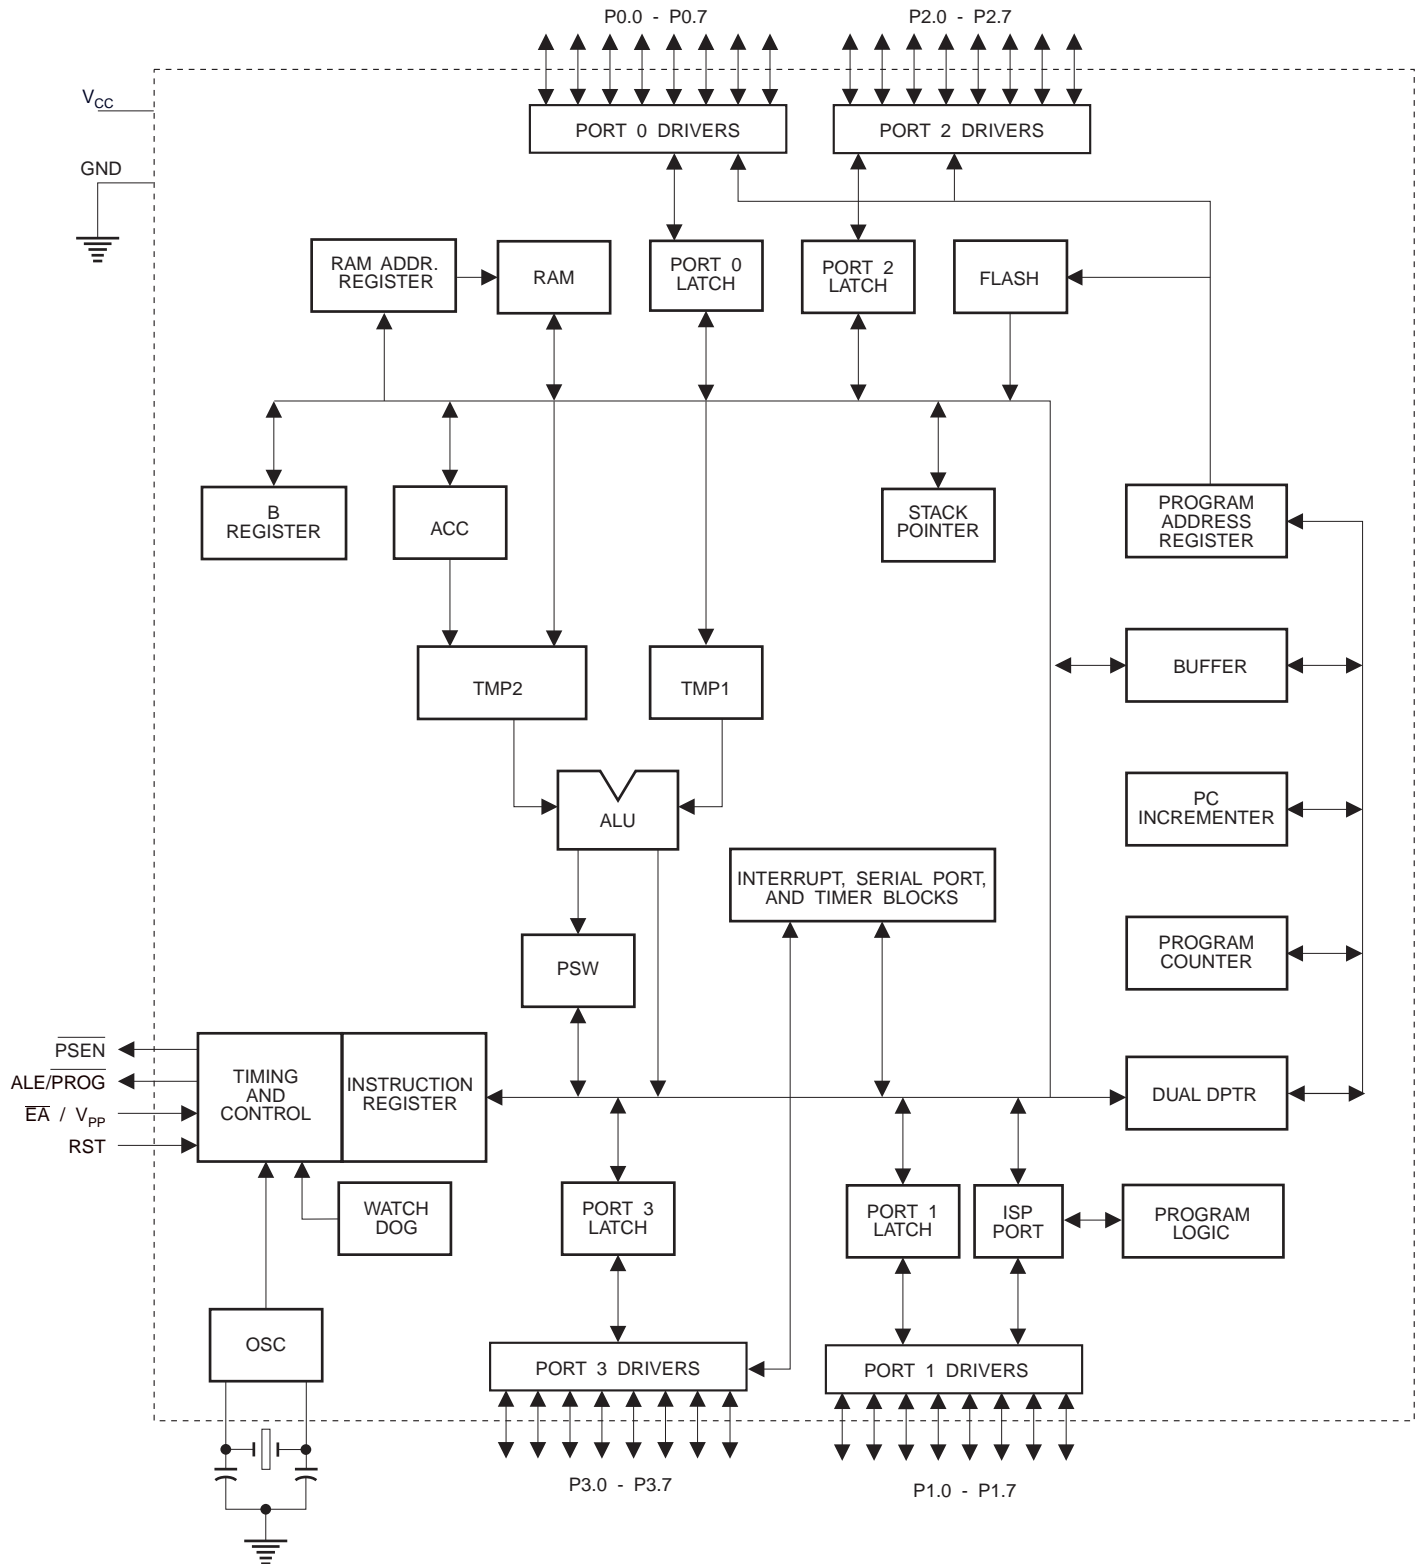 P0.0 - P0.7
P2.0 - P2.7
VCC
GND
PORT 0 DRIVERS
PORT 2 DRIVERS
RAM ADDR.
REGISTER
RAM
PORT 0
LATCH
PORT 2
LATCH
FLASH
B
REGISTER
ACC
STACK
POINTER
PROGRAM
ADDRESS
REGISTER
TMP2
TMP1
BUFFER
ALU
PC
INCREMENTER
INTERRUPT, SERIAL PORT,
AND TIMER BLOCKS
PSW
PROGRAM
COUNTER
PSEN
ALE/PROG
EA / VPP
RST
TIMING
AND
CONTROL
INSTRUCTION
REGISTER
DUAL DPTR
WATCH
DOG
PORT 3
LATCH
PORT 1
LATCH
ISP
PORT
PROGRAM
LOGIC
OSC
PORT 3 DRIVERS
PORT 1 DRIVERS
P3.0 - P3.7
P1.0 - P1.7